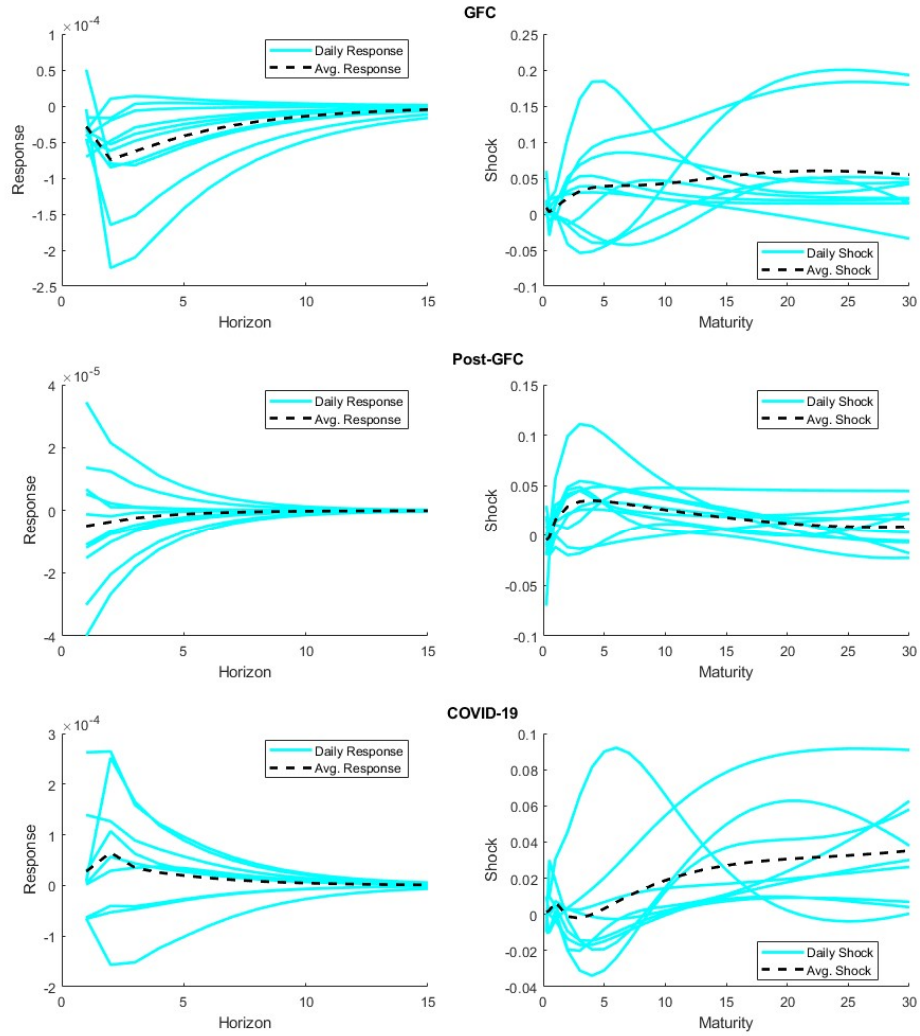 GFC
×10⁻⁴
1
0.5
0
-0.5
-1
-1.5
-2
-2.5
0
5
10
15
Response
Horizon
Daily Response
Avg. Response
0.25
0.2
0.15
0.1
0.05
0
-0.05
-0.1
0
5
10
15
20
25
30
Shock
Maturity
Daily Shock
Avg. Shock
Post-GFC
×10⁻⁵
4
2
0
-2
-4
0
5
10
15
Response
Horizon
Daily Response
Avg. Response
0.15
0.1
0.05
0
-0.05
-0.1
0
5
10
15
20
25
30
Shock
Maturity
Daily Shock
Avg. Shock
COVID-19
×10⁻⁴
3
2
1
0
-1
-2
0
5
10
15
Response
Horizon
Daily Response
Avg. Response
0.1
0.08
0.06
0.04
0.02
0
-0.02
-0.04
0
5
10
15
20
25
30
Shock
Maturity
Daily Shock
Avg. Shock